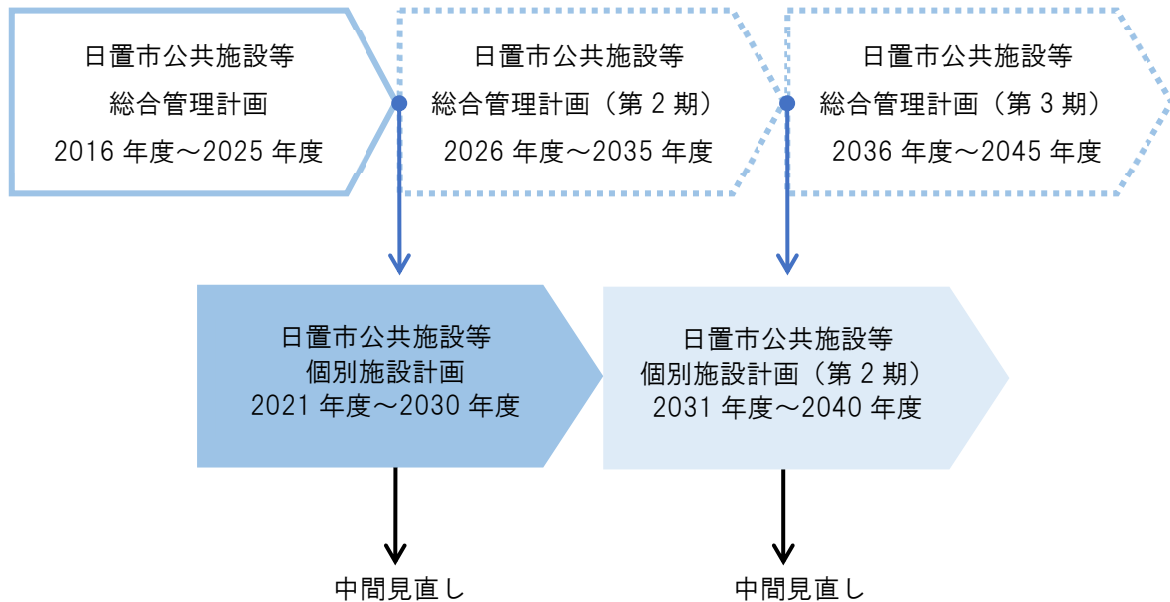 日置市公共施設等
総合管理計画
2016 年度～2025 年度
日置市公共施設等
総合管理計画（第 2 期）
2026 年度～2035 年度
日置市公共施設等
総合管理計画（第 3 期）
2036 年度～2045 年度
日置市公共施設等
個別施設計画
2021 年度～2030 年度
日置市公共施設等
個別施設計画（第 2 期）
2031 年度～2040 年度
中間見直し
中間見直し